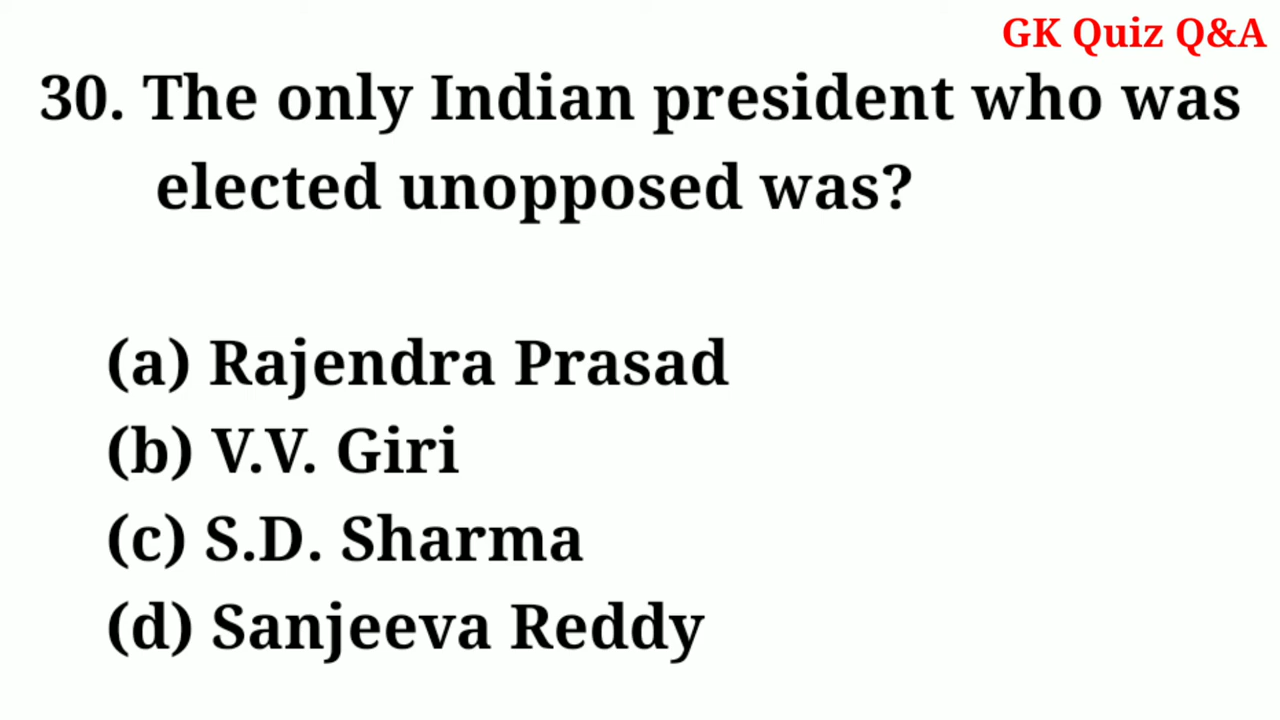 GK Quiz Q&A
30. The only Indian president who was
elected unopposed was?
(a) Rajendra Prasad
(b) V.V. Giri
(c) S.D. Sharma
(d) Sanjeeva Reddy